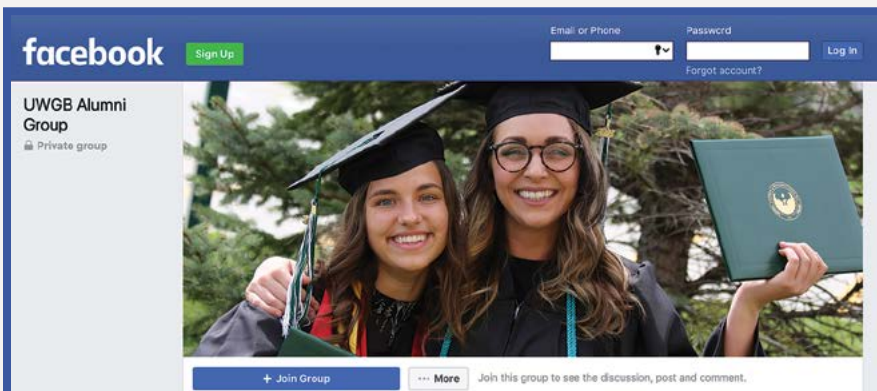 facebook
Sign Up
Email or Phone
Password
Log In
Forgot account?
UWGB Alumni
Group
Private group
+ Join Group
··· More
Join this group to see the discussion, post and comment.